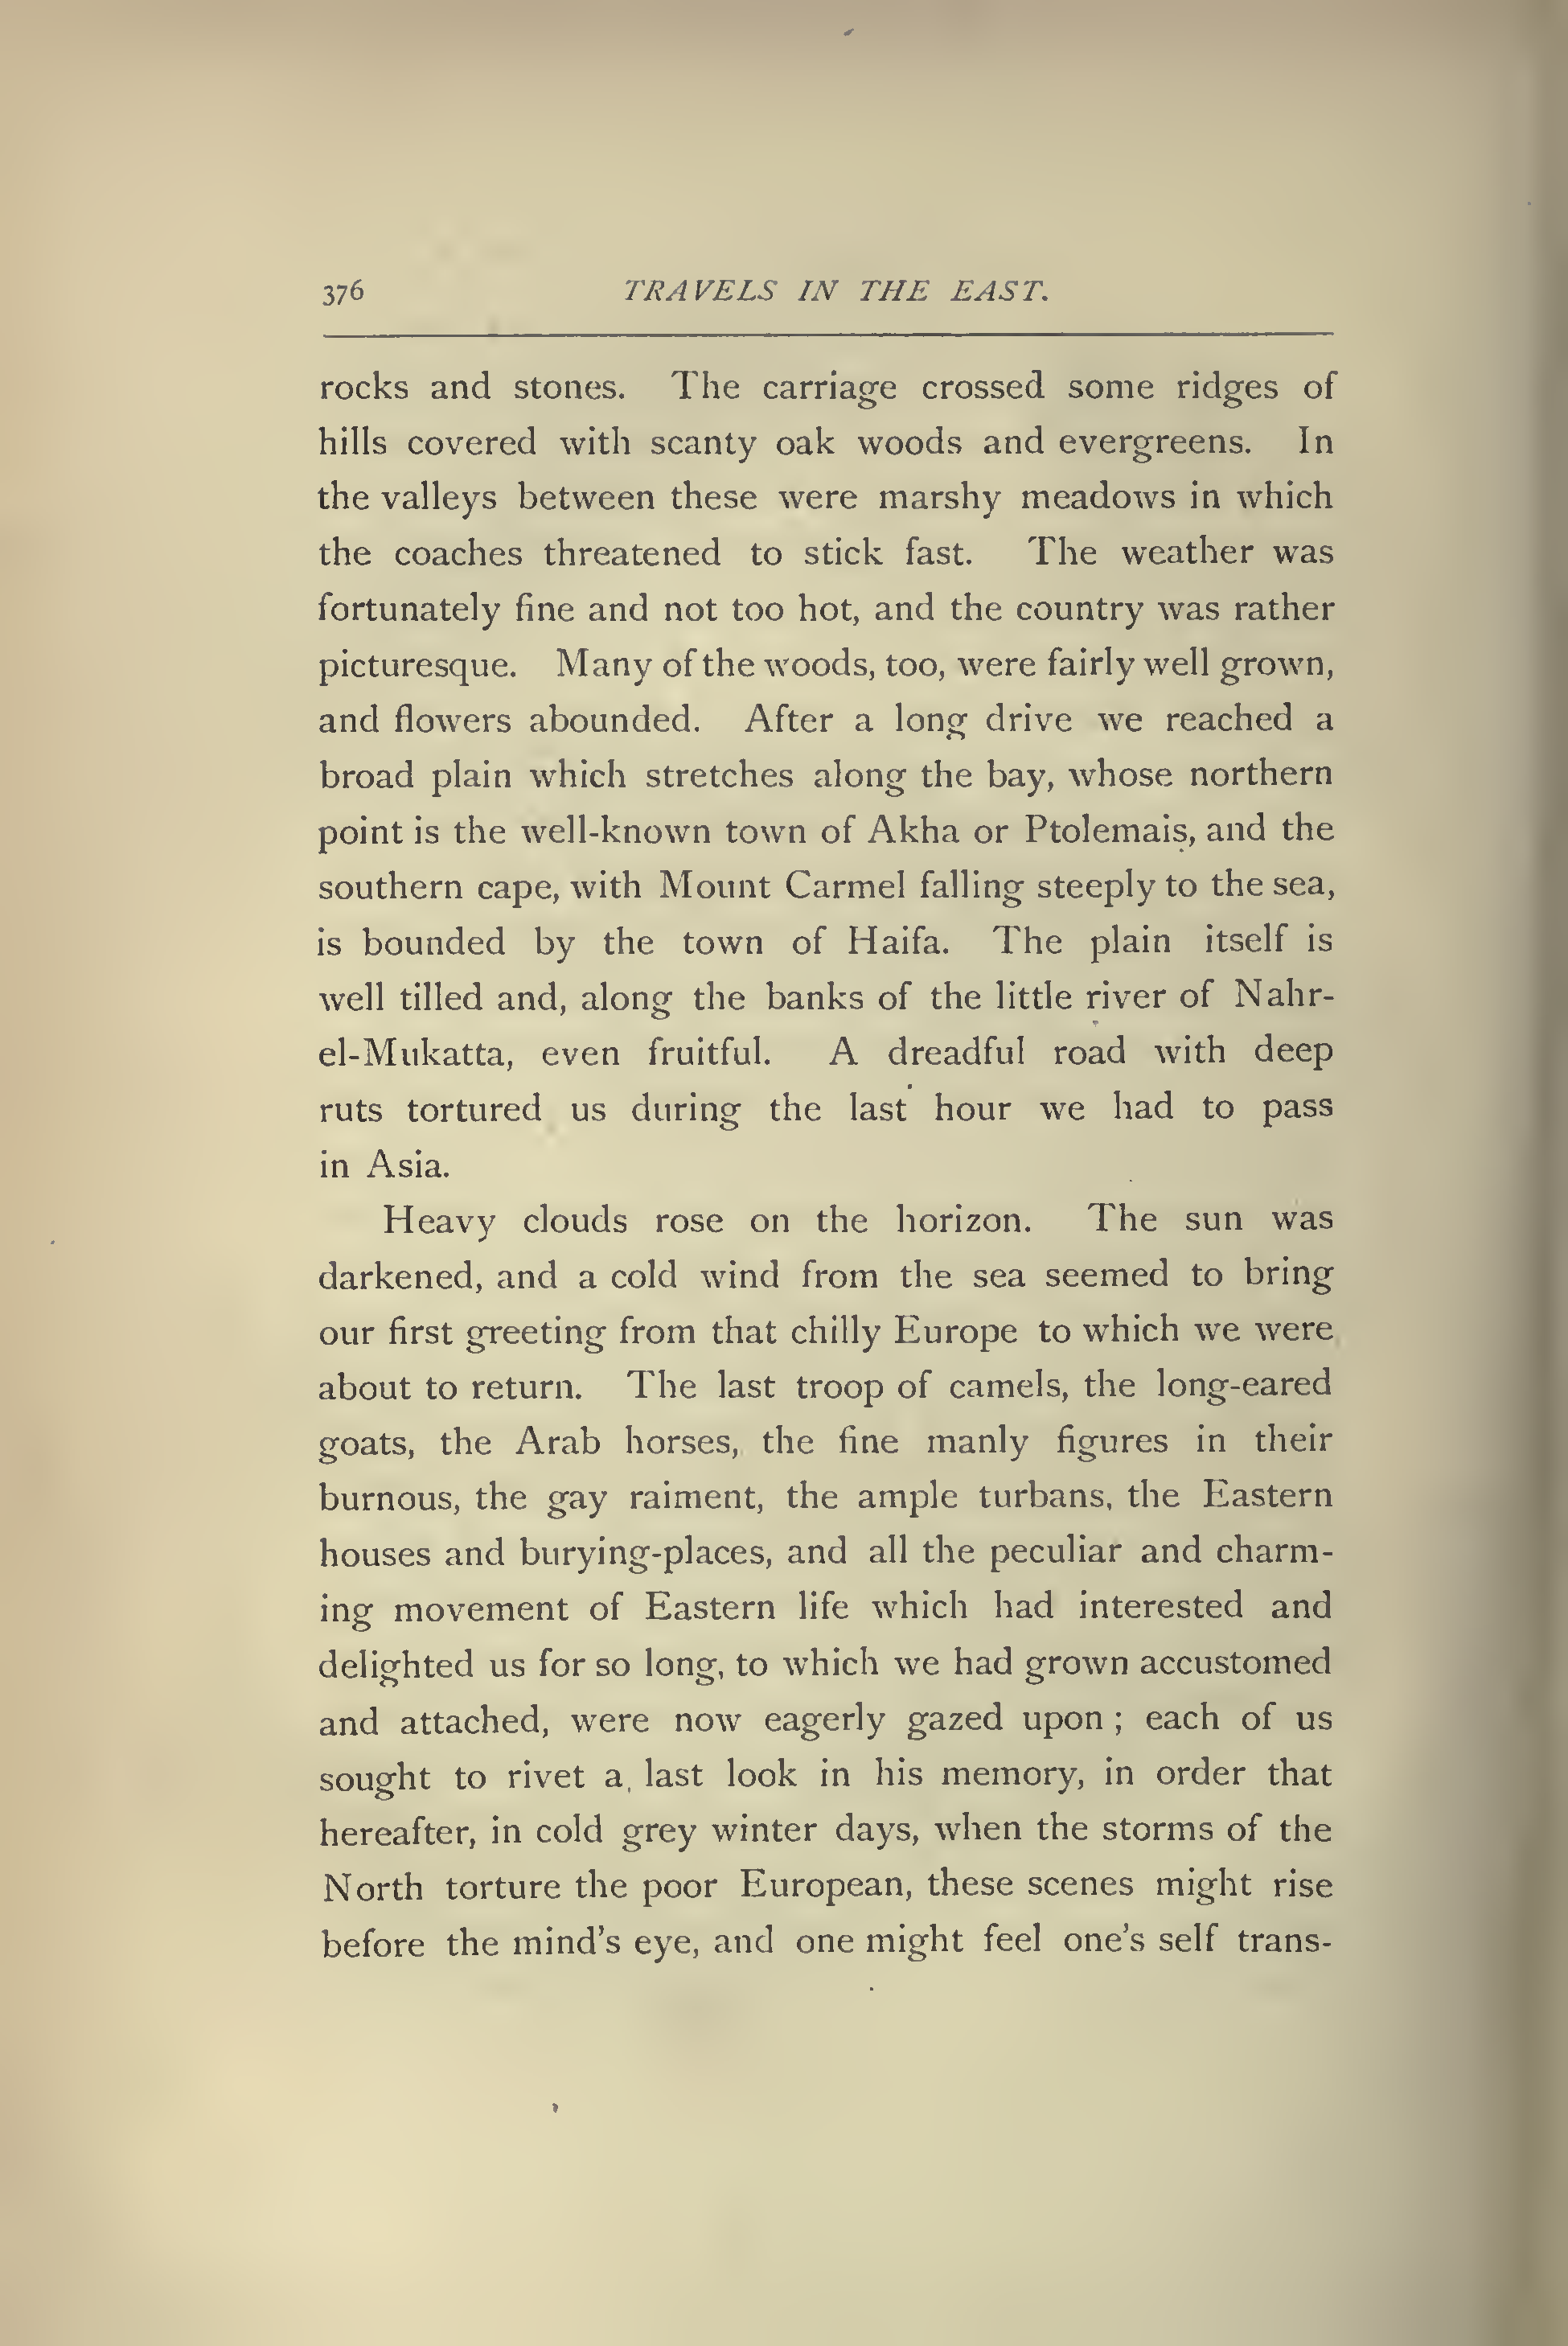 376 TRAVELS IN THE EAST.
rocks and stones. The carriage crossed some ridges of
hills covered with scanty oak woods and evergreens. In
the valleys between these were marshy meadows in which
the coaches threatened to stick fast. The weather was
fortunately fine and not too hot, and the country was rather
picturesque. Many of the woods, too, were fairly well grown,
and flowers abounded. After a long drive we reached a
broad plain which stretches along the bay, whose northern
point is the well-known town of Akha or Ptolemais, and the
southern cape, with Mount Carmel falling steeply to the sea,
is bounded by the town of Haifa. The plain itself is
well tilled and, along the banks of the little river of Nahr-
el-Mukatta, even fruitful. A dreadful road with deep
ruts tortured us during the last hour we had to pass
in Asia.
Heavy clouds rose on the horizon. The sun was
darkened, and a cold wind from the sea seemed to bring
our first greeting from that chilly Europe to which we were
about to return. The last troop of camels, the long-eared
goats, the Arab horses, the fine manly figures in their
burnous, the gay raiment, the ample turbans, the Eastern
houses and burying-places, and all the peculiar and charm-
ing movement of Eastern life which had interested and
delighted us for so long, to which we had grown accustomed
and attached, were now eagerly gazed upon ; each of us
sought to rivet a last look in his memory, in order that
hereafter, in cold grey winter days, when the storms of the
North torture the poor European, these scenes might rise
before the mind's eye, and one might feel one's self trans-